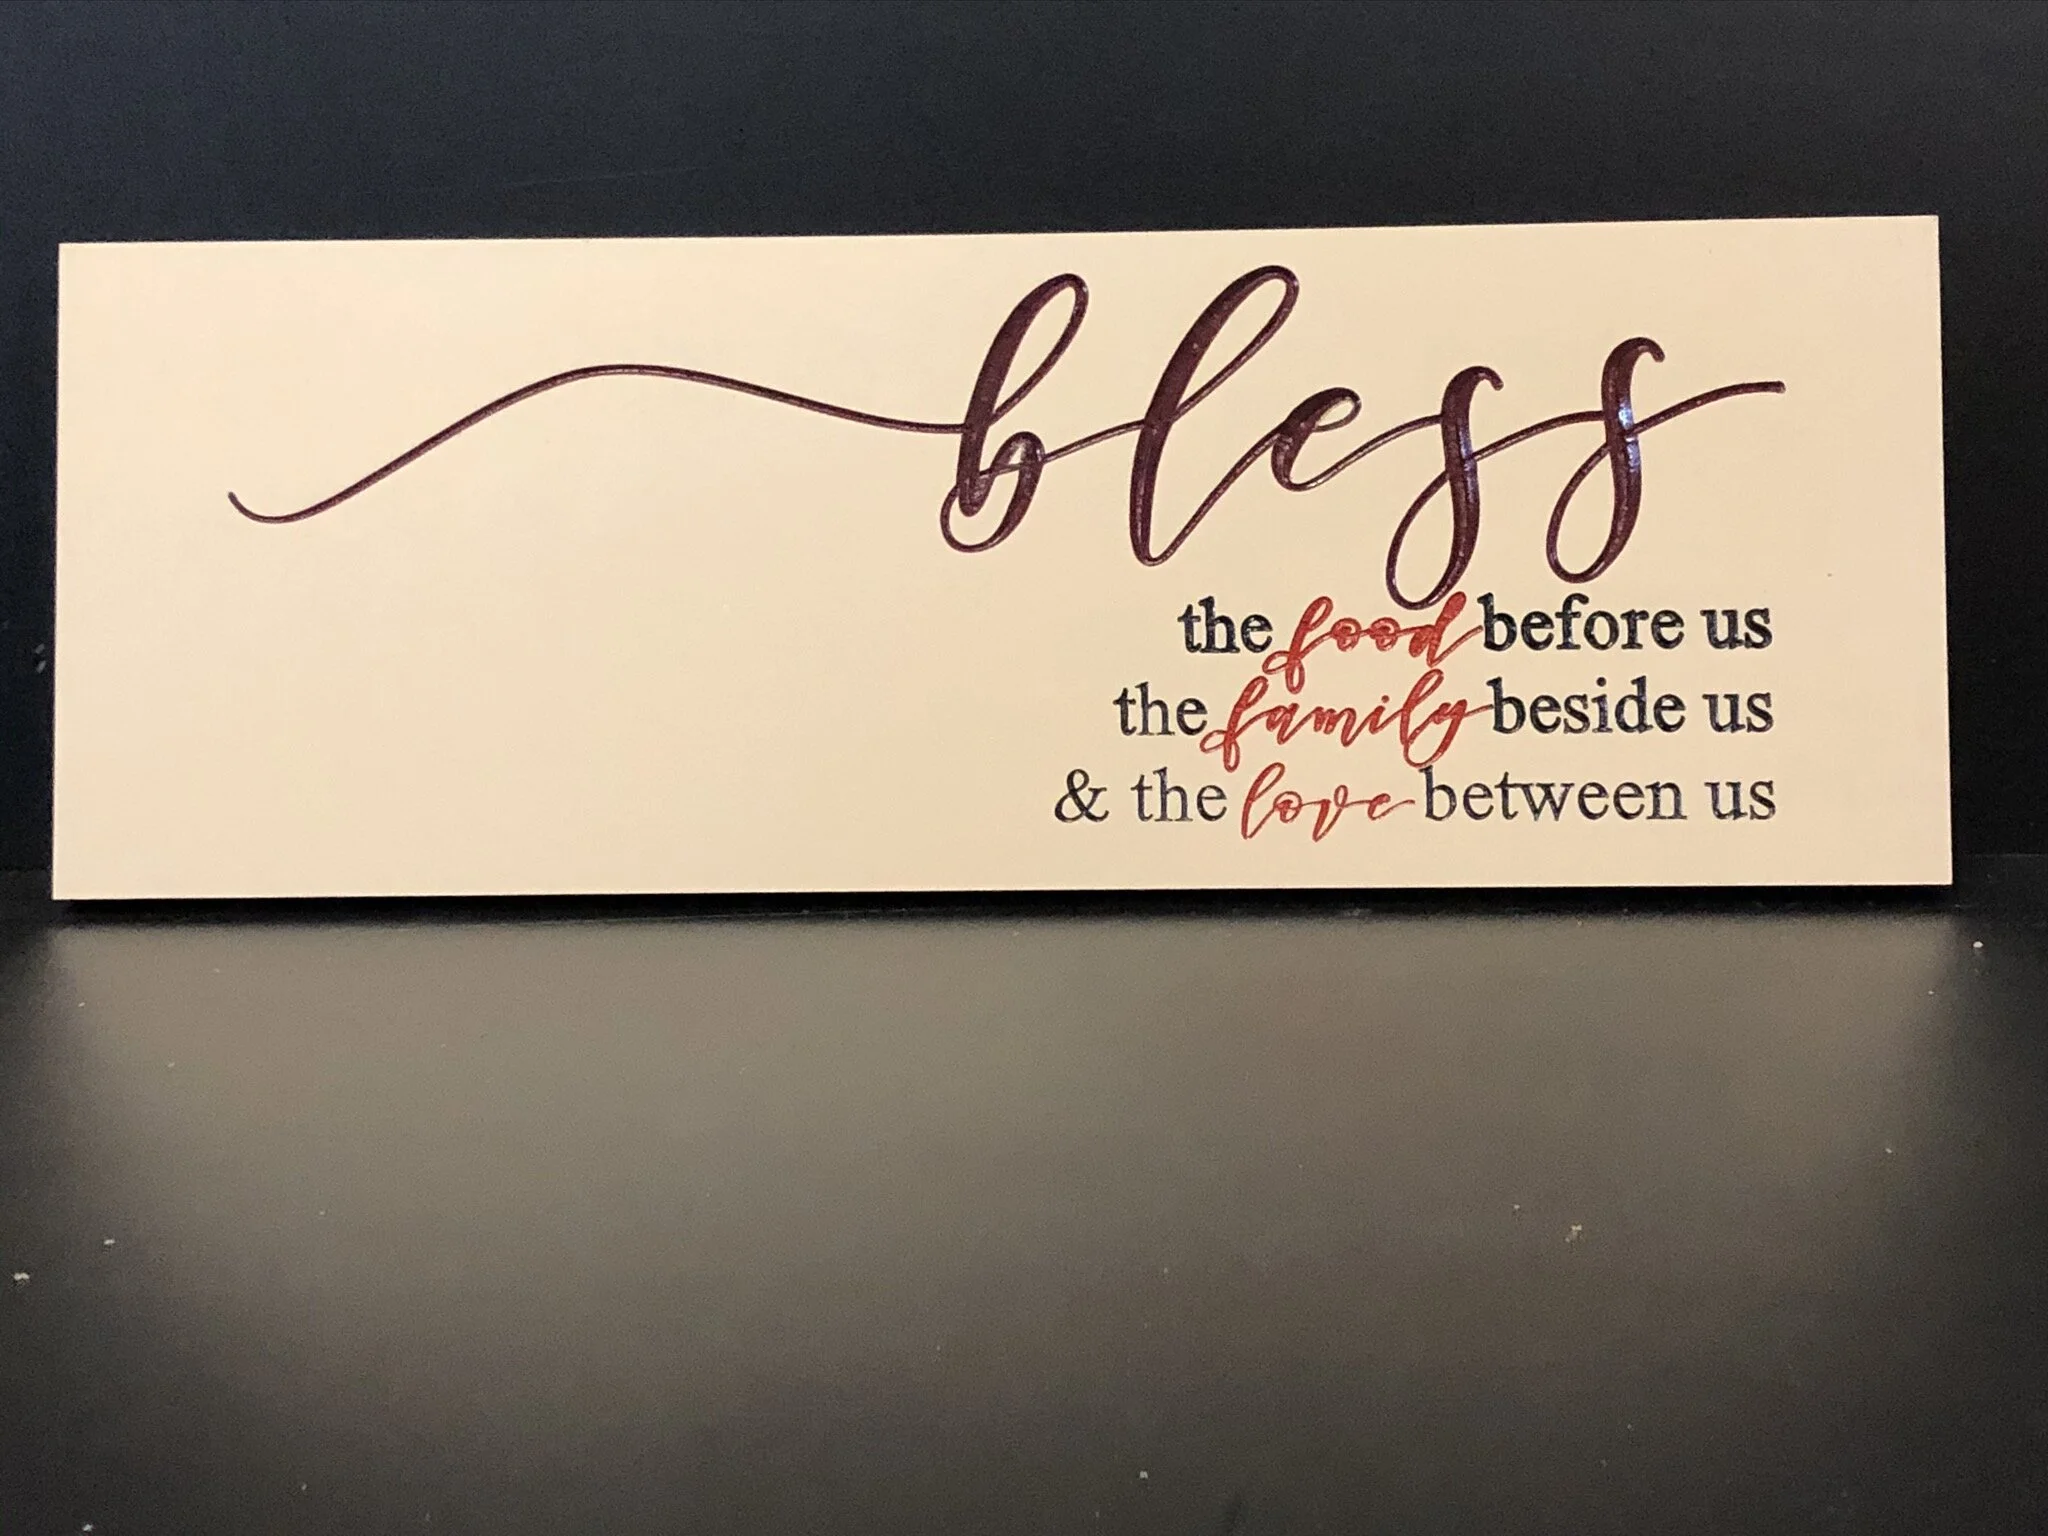 bless
the food before us
the family beside us
& the love between us